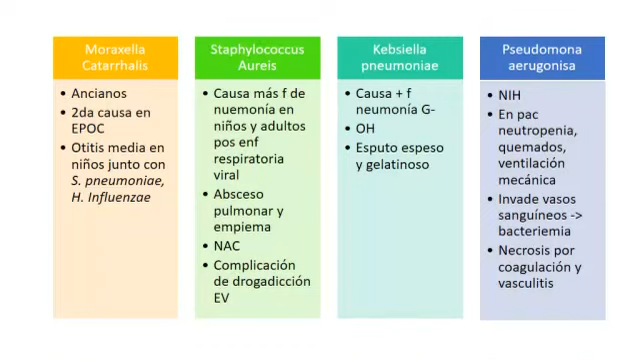 Moraxella
Catarrhalis
• Ancianos
• 2da causa en
EPOC
• Otitis media en
niños junto con
S. pneumoniae,
H. Influenzae
Staphylococcus
Aureis
• Causa más f de
nuemonía en
niños y adultos
pos enf
respiratoria
viral
• Absceso
pulmonar y
empiema
• NAC
• Complicación
de drogadicción
EV
Kebsiella
pneumoniae
• Causa + f
neumonía G-
• OH
• Esputo espeso
y gelatinoso
Pseudomona
aerugonisa
• NIH
• En pac
neutropenia,
quemados,
ventilación
mecánica
• Invade vasos
sanguíneos ->
bacteriemia
• Necrosis por
coagulación y
vasculitis